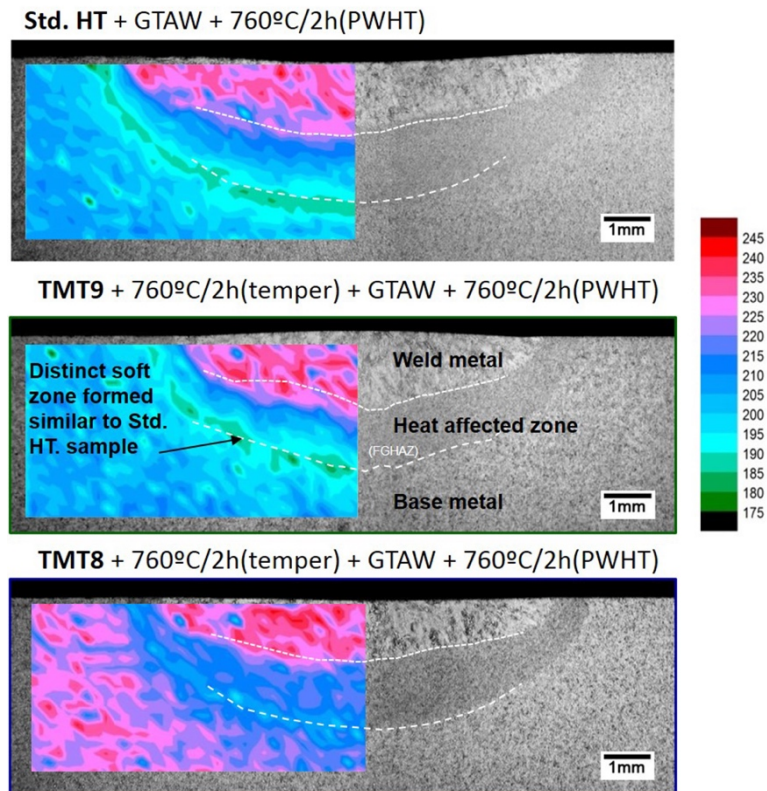 Std. HT + GTAW + 760ºC/2h(PWHT)
1mm
TMT9 + 760ºC/2h(temper) + GTAW + 760ºC/2h(PWHT)
Distinct soft
zone formed
similar to Std.
HT. sample
Weld metal
Heat affected zone
(FGHAZ)
Base metal
1mm
TMT8 + 760ºC/2h(temper) + GTAW + 760ºC/2h(PWHT)
1mm
245
240
235
230
225
220
215
210
205
200
195
190
185
180
175